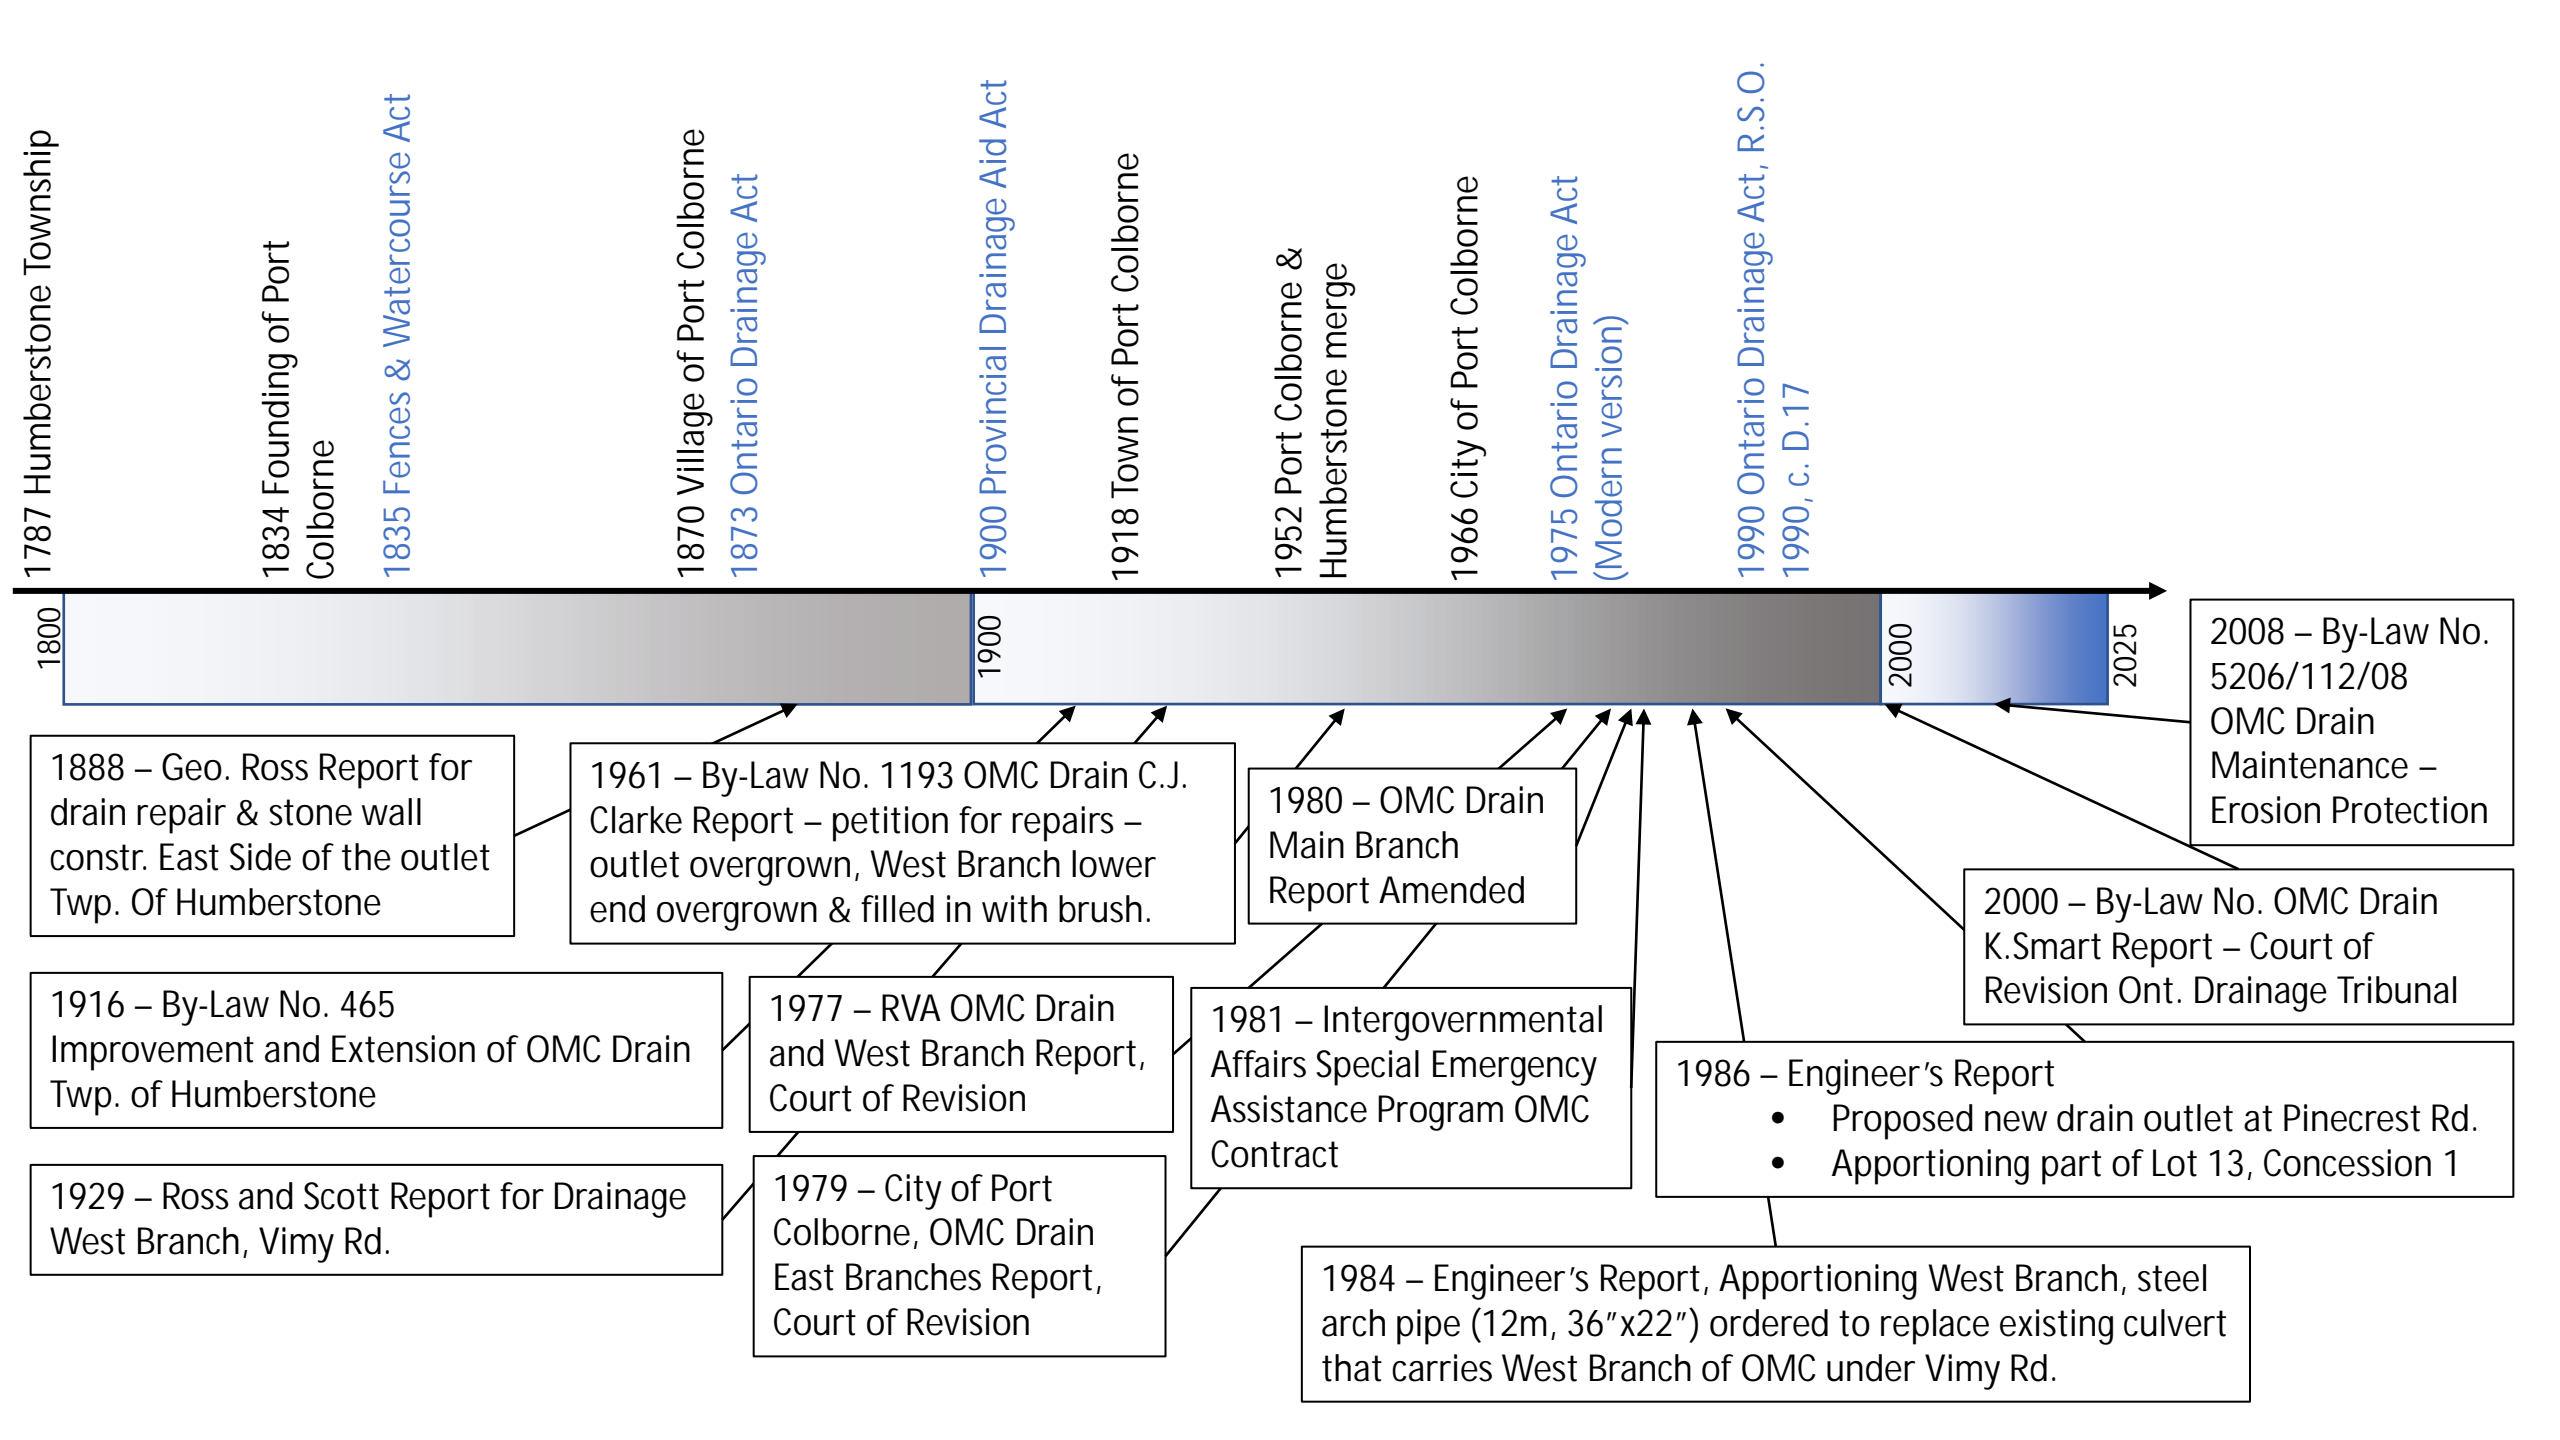 1787 Humberstone Township
1834 Founding of Port
Colborne
1835 Fences & Watercourse Act
1870 Village of Port Colborne
1873 Ontario Drainage Act
1900 Provincial Drainage Aid Act
1918 Town of Port Colborne
1952 Port Colborne &
Humberstone merge
1966 City of Port Colborne
1975 Ontario Drainage Act
(Modern version)
1990 Ontario Drainage Act, R.S.O.
1990, c. D.17
1800
1900
2000
2025
1888 – Geo. Ross Report for
drain repair & stone wall
constr. East Side of the outlet
Twp. Of Humberstone
1916 – By-Law No. 465
Improvement and Extension of OMC Drain
Twp. of Humberstone
1929 – Ross and Scott Report for Drainage
West Branch, Vimy Rd.
1961 – By-Law No. 1193 OMC Drain C.J.
Clarke Report – petition for repairs –
outlet overgrown, West Branch lower
end overgrown & filled in with brush.
1977 – RVA OMC Drain
and West Branch Report,
Court of Revision
1979 – City of Port
Colborne, OMC Drain
East Branches Report,
Court of Revision
1980 – OMC Drain
Main Branch
Report Amended
1981 – Intergovernmental
Affairs Special Emergency
Assistance Program OMC
Contract
1984 – Engineer’s Report, Apportioning West Branch, steel
arch pipe (12m, 36”x22”) ordered to replace existing culvert
that carries West Branch of OMC under Vimy Rd.
1986 – Engineer’s Report
• Proposed new drain outlet at Pinecrest Rd.
• Apportioning part of Lot 13, Concession 1
2000 – By-Law No. OMC Drain
K.Smart Report – Court of
Revision Ont. Drainage Tribunal
2008 – By-Law No.
5206/112/08
OMC Drain
Maintenance –
Erosion Protection